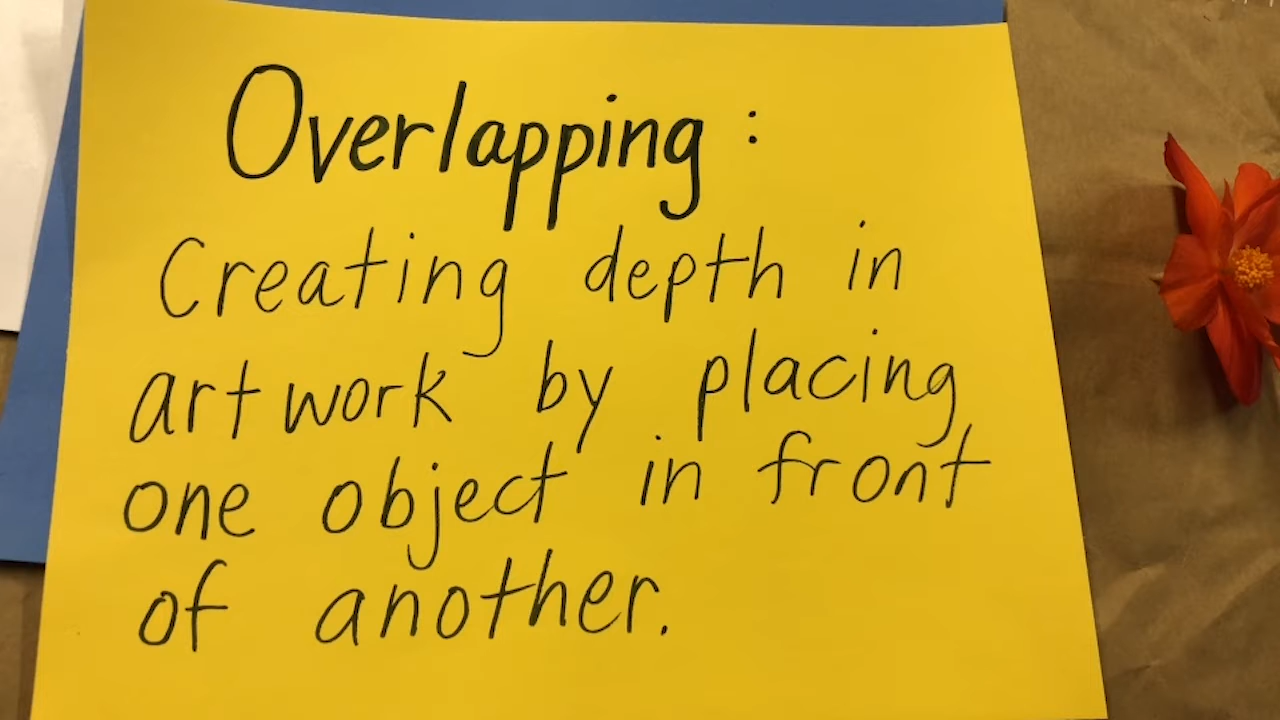 Overlapping:
Creating depth in
artwork by placing
one object in front
of another.